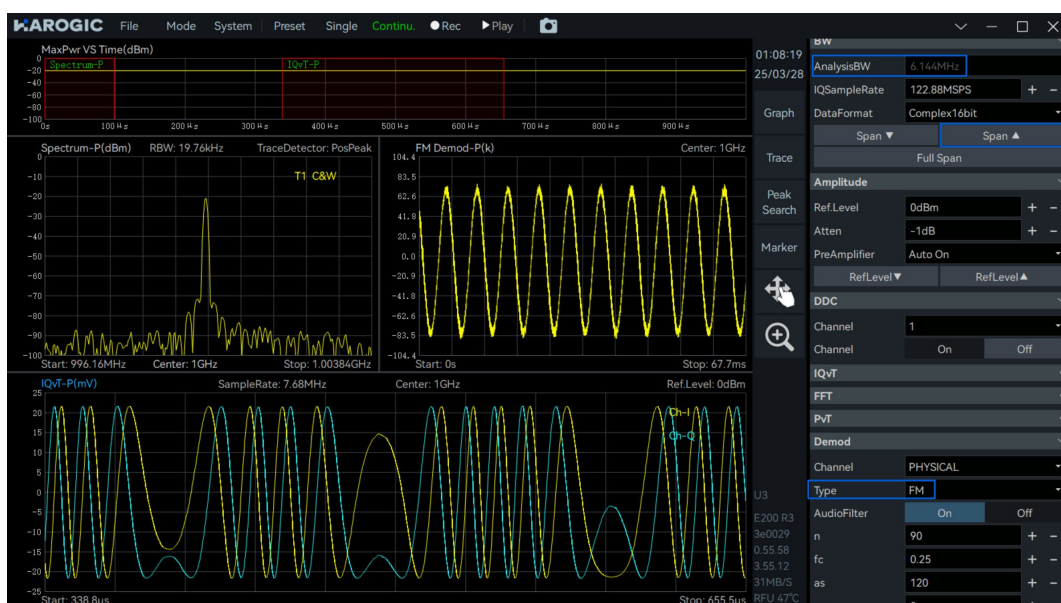 HAROGIC File Mode System Preset Single Continu. Rec Play
MaxPwr VS Time(dBm)
Spectrum-P IQvT-P
0
-20
-40
-60
-80
-100
0s 100μs 200μs 300μs 400μs 500μs 600μs 700μs 800μs 900μs
Spectrum-P(dBm) RBW: 19.76kHz TraceDetector: PosPeak
T1 C&W
0
-10
-20
-30
-40
-50
-60
-70
-80
-90
-100
Start: 996.16MHz Center: 1GHz Stop: 1.00384GHz
FM Demod-P(k) Center: 1GHz
104.4
83.5
62.6
41.8
20.9
0.0
-20.9
-41.8
-62.6
-83.5
-104.4
Start: 0s Stop: 67.7ms
IQvT-P(mV) SampleRate: 7.68MHz Center: 1GHz Ref.Level: 0dBm
25
20
15
10
5
0
-5
-10
-15
-20
-25
Ch-I
Ch-Q
Start: 338.8us Stop: 655.5us
01:08:19
25/03/28
Graph
Trace
Peak
Search
Marker
U3
E200 R3
3e0029
0.55.58
3.55.12
31MB/S
RFU 47°C
BW
AnalysisBW 6.144MHz
IQSampleRate 122.88MSPS + -
DataFormat Complex16bit
Span ▼ Span ▲
Full Span
Amplitude
Ref.Level 0dBm + -
Atten -1dB + -
PreAmplifier Auto On
RefLevel▼ RefLevel▲
DDC
Channel 1
Channel On Off
IQvT
FFT
PvT
Demod
Channel PHYSICAL
Type FM
AudioFilter On Off
n 90 + -
fc 0.25 + -
as 120 + -